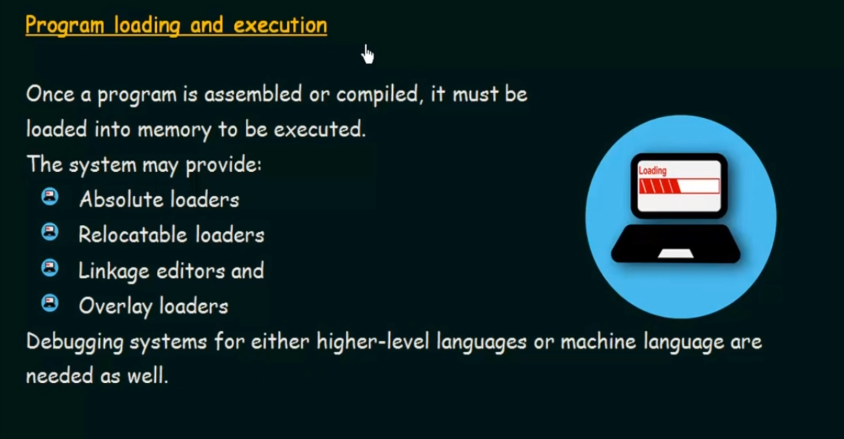 Program loading and execution
Once a program is assembled or compiled, it must be
loaded into memory to be executed.
The system may provide:
Absolute loaders
Relocatable loaders
Linkage editors and
Overlay loaders
Loading
Debugging systems for either higher-level languages or machine language are
needed as well.